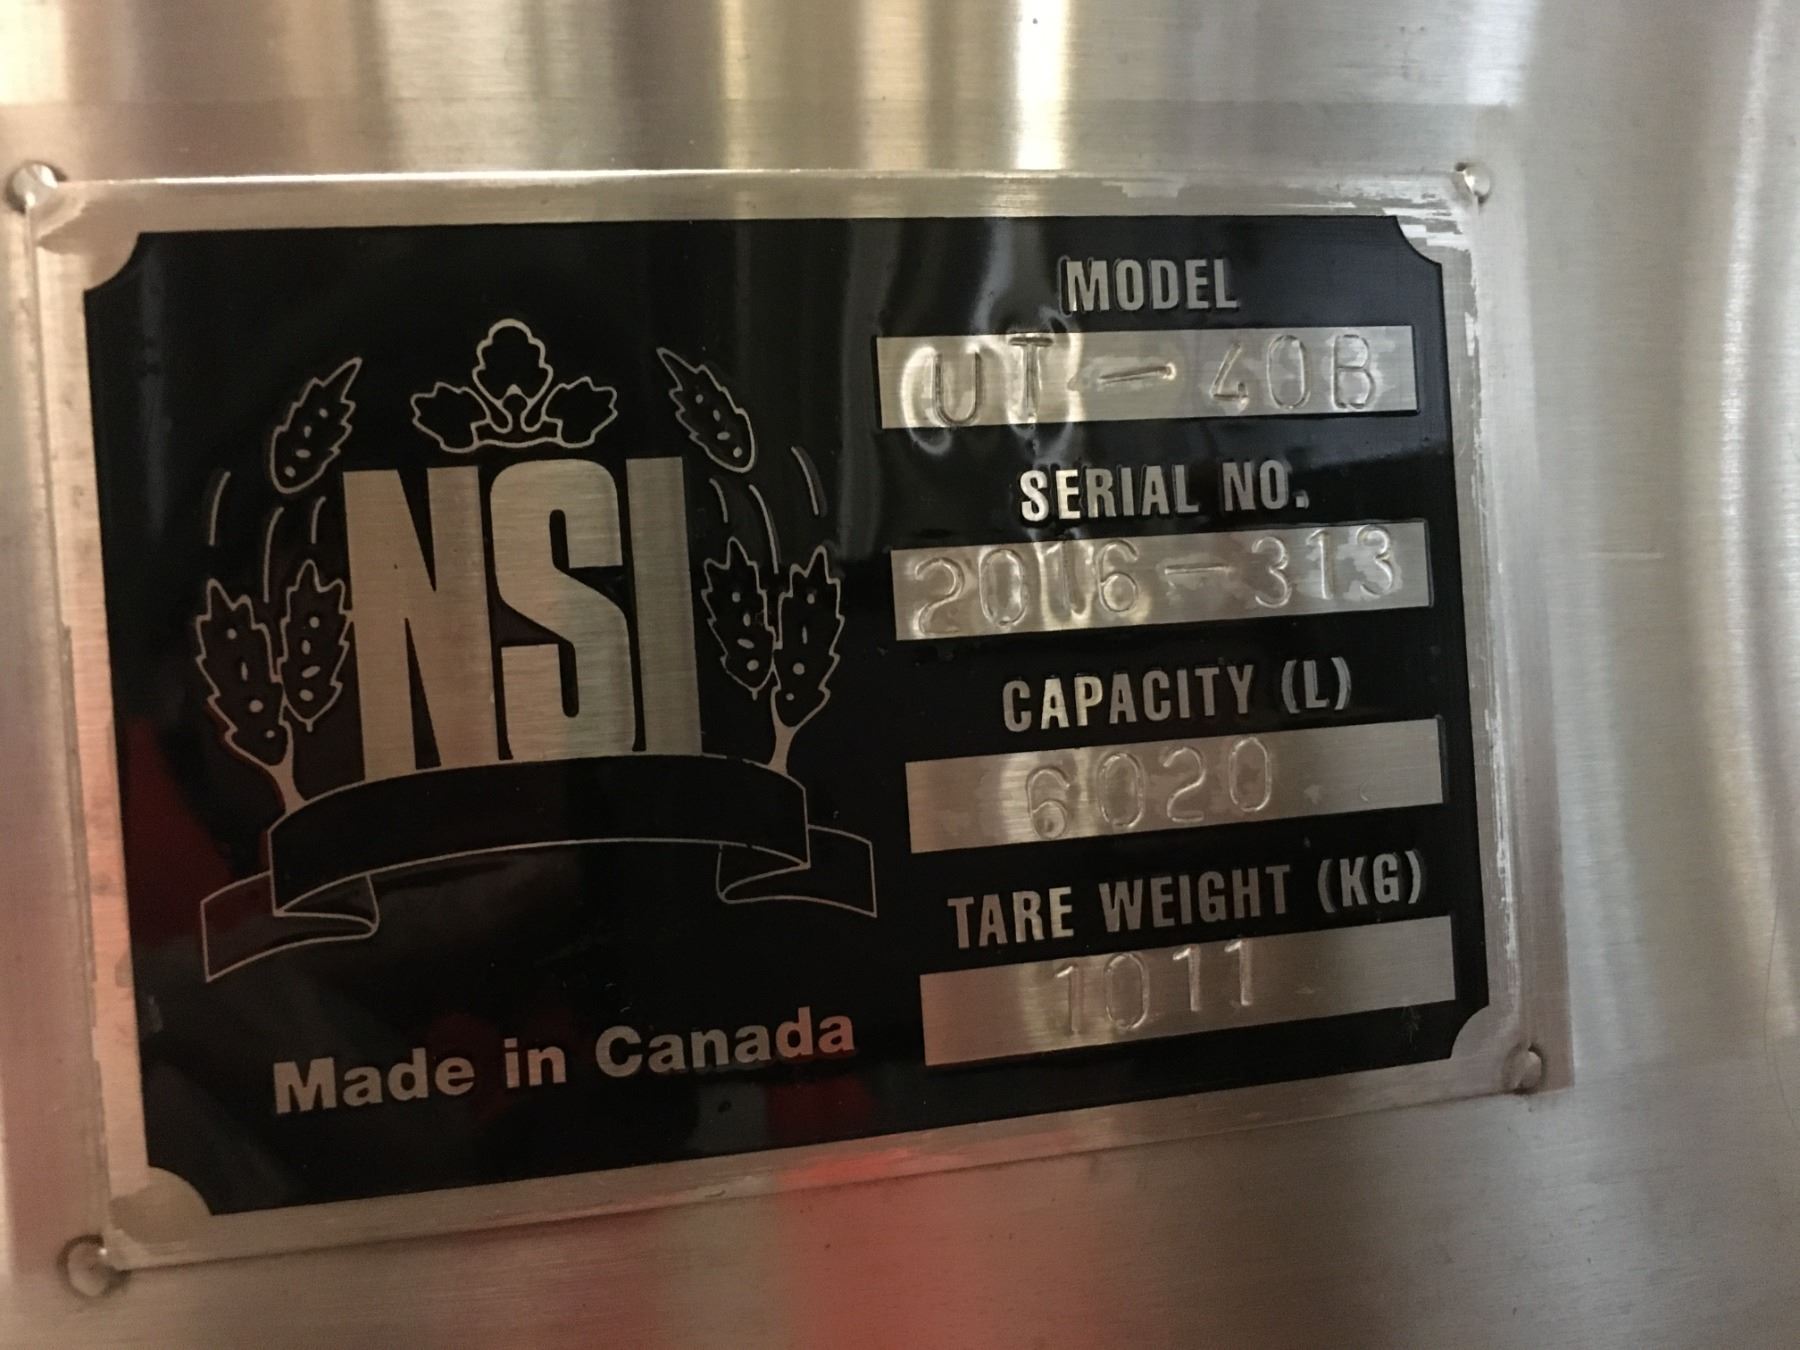 NSI
Made in Canada
MODEL
UT-40B
SERIAL NO.
2016-313
CAPACITY (L)
6020
TARE WEIGHT (KG)
1011